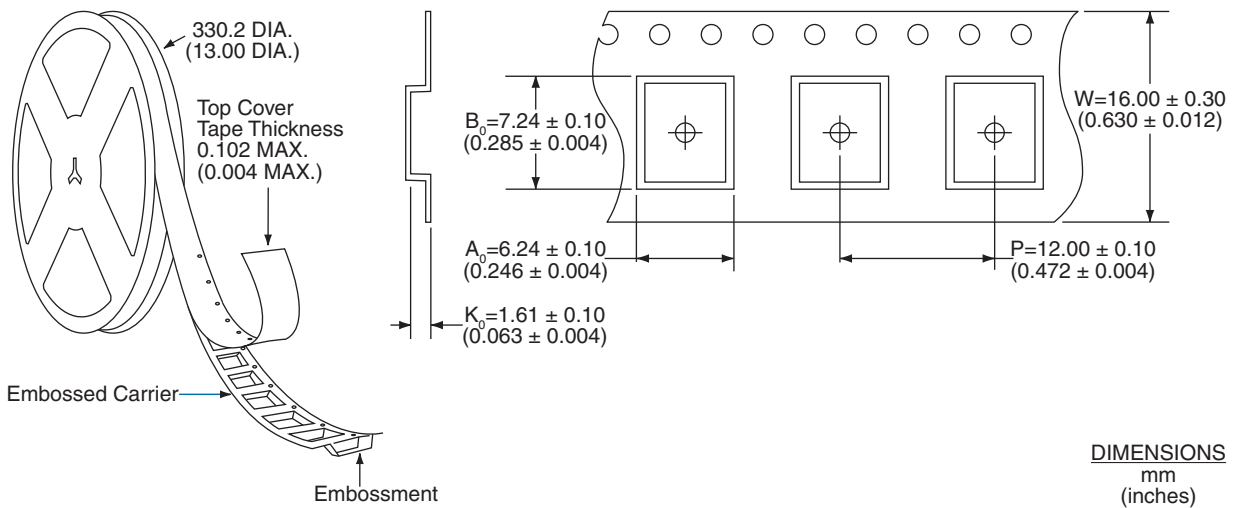 330.2 DIA.
(13.00 DIA.)
Top Cover
Tape Thickness
0.102 MAX.
(0.004 MAX.)
Embossed Carrier
Embossment
B₀=7.24 ± 0.10
(0.285 ± 0.004)
A₀=6.24 ± 0.10
(0.246 ± 0.004)
K₀=1.61 ± 0.10
(0.063 ± 0.004)
W=16.00 ± 0.30
(0.630 ± 0.012)
P=12.00 ± 0.10
(0.472 ± 0.004)
DIMENSIONS
mm
(inches)